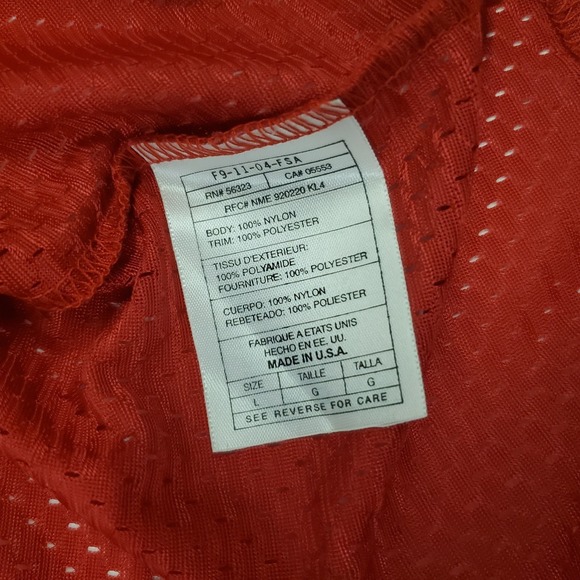 F9-11-04-FSA
RN# 56323 CA# 05553
RFC# NME 920220 KL4
BODY: 100% NYLON
TRIM: 100% POLYESTER
TISSU D'EXTERIEUR:
100% POLYAMIDE
FOURNITURE: 100% POLYESTER
CUERPO: 100% NYLON
REBETEADO: 100% POLIESTER
FABRIQUE A ETATS UNIS
HECHO EN EE. UU.
MADE IN U.S.A.
SIZE TAILLE TALLA
L G G
SEE REVERSE FOR CARE